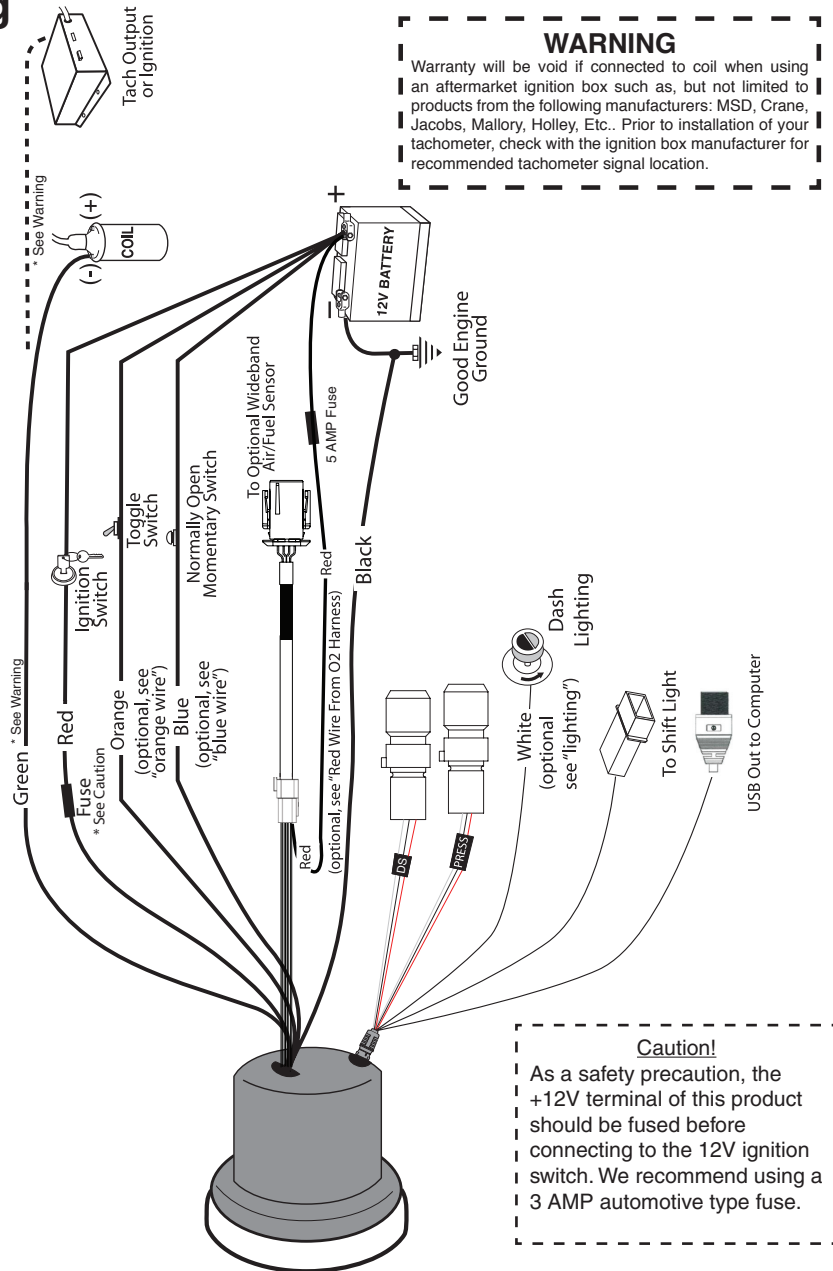 g
WARNING
Warranty will be void if connected to coil when using
an aftermarket ignition box such as, but not limited to
products from the following manufacturers: MSD, Crane,
Jacobs, Mallory, Holley, Etc.. Prior to installation of your
tachometer, check with the ignition box manufacturer for
recommended tachometer signal location.
Tach Output
or Ignition
* See Warning
(-) (+)
COIL
+
–
12V BATTERY
Good Engine
Ground
Green * See Warning
Red
Ignition
Switch
Fuse
* See Caution
Orange
(optional, see
"orange wire")
Toggle
Switch
Blue
(optional, see
"blue wire")
Normally Open
Momentary Switch
To Optional Wideband
Air/Fuel Sensor
5 AMP Fuse
Red
Red
(optional, see "Red Wire From O2 Harness)
Black
DS
PRESS
White
(optional
see "lighting")
Dash
Lighting
To Shift Light
USB Out to Computer
Caution!
As a safety precaution, the
+12V terminal of this product
should be fused before
connecting to the 12V ignition
switch. We recommend using a
3 AMP automotive type fuse.